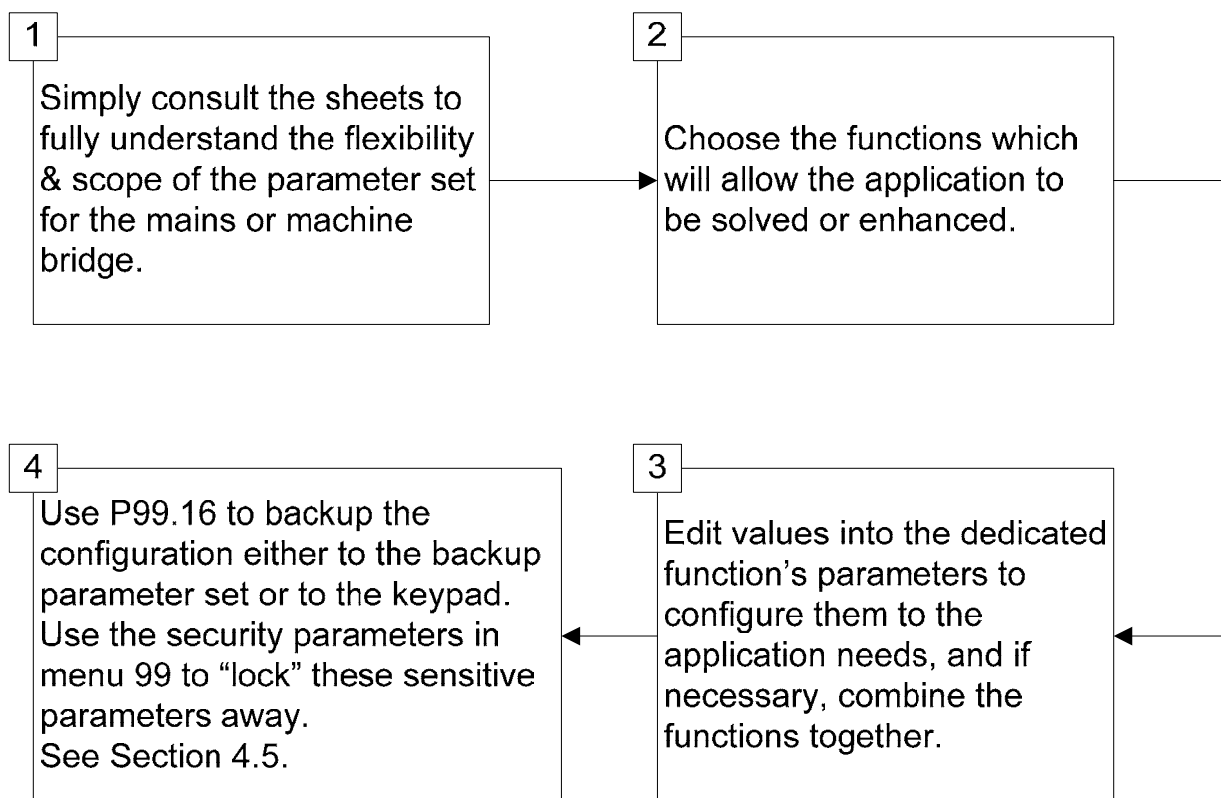 1
Simply consult the sheets to
fully understand the flexibility
& scope of the parameter set
for the mains or machine
bridge.
2
Choose the functions which
will allow the application to
be solved or enhanced.
3
Edit values into the dedicated
function’s parameters to
configure them to the
application needs, and if
necessary, combine the
functions together.
4
Use P99.16 to backup the
configuration either to the backup
parameter set or to the keypad.
Use the security parameters in
menu 99 to “lock” these sensitive
parameters away.
See Section 4.5.